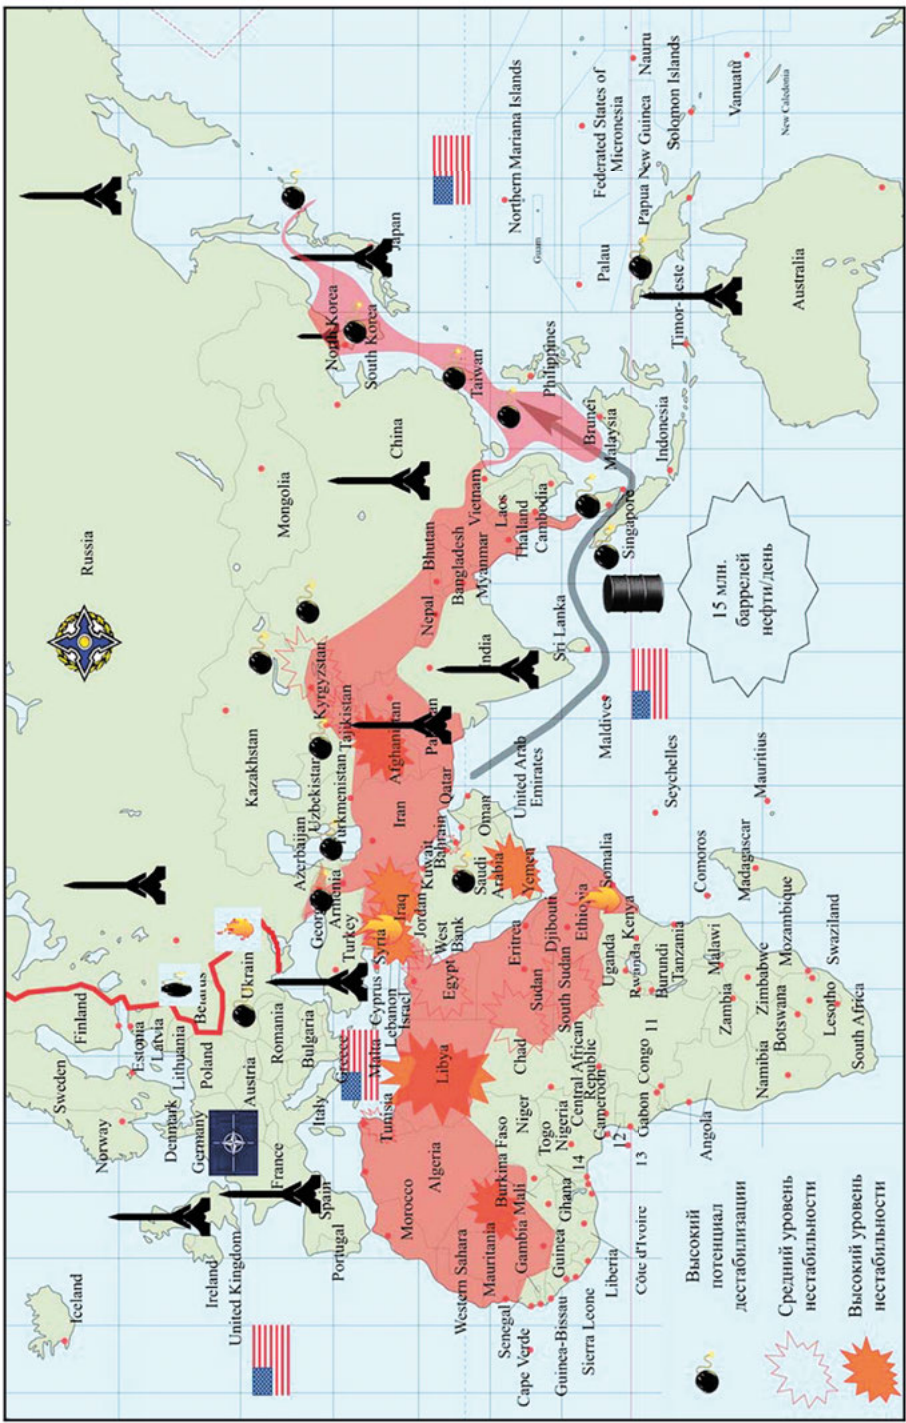 Iceland
Norway
Sweden
Finland
Russia
Estonia
Latvia
Lithuania
Denmark
Ireland
United Kingdom
Germany
Poland
Belarus
Ukrain
Kazakhstan
Mongolia
France
Austria
Romania
Bulgaria
Italy
Spain
Portugal
Greece
Malta
Georg
Armenia
Azerbaijan
Uzbekistan
Turkmenistan
Tajikistan
Kyrgyzstan
China
North Korea
South Korea
Japan
Turkey
Cyprus
Lebanon
Israel
Syria
Iraq
Iran
Afghanistan
Pakistan
Jordan
West
Bank
Kuwait
Bahrain
Qatar
Saudi
Arabia
Oman
United Arab
Emirates
Yemen
Nepal
Bhutan
Bangladesh
India
Myanmar
Vietnam
Laos
Thailand
Cambodia
Taiwan
Philippines
Sri Lanka
Maldives
Brunei
Malaysia
Singapore
Indonesia
Timor-Leste
Northern Mariana Islands
Guam
Palau
Federated States of
Micronesia
Papua New Guinea
Nauru
Solomon Islands
Vanuatu
New Caledonia
Australia
Morocco
Algeria
Tunisia
Libya
Egypt
Western Sahara
Mauritania
Mali
Burkina Faso
Niger
Chad
Sudan
Eritrea
Djibouti
Ethiopia
Somalia
Senegal
Cape Verde
Gambia
Guinea-Bissau
Guinea
Sierra Leone
Liberia
Côte d'Ivoire
Ghana
Togo
14
Nigeria
Cameroon
Central African
Republic
South Sudan
Uganda
Kenya
Rwanda
Burundi
Tanzania
12
13
Gabon
Congo
11
Angola
Zambia
Malawi
Seychelles
Comoros
Mauritius
Madagascar
Mozambique
Zimbabwe
Botswana
Namibia
Swaziland
Lesotho
South Africa
15 млн.
баррелей
нефти/день
Высокий
потенциал
дестабилизации
Средний уровень
нестабильности
Высокий уровень
нестабильности